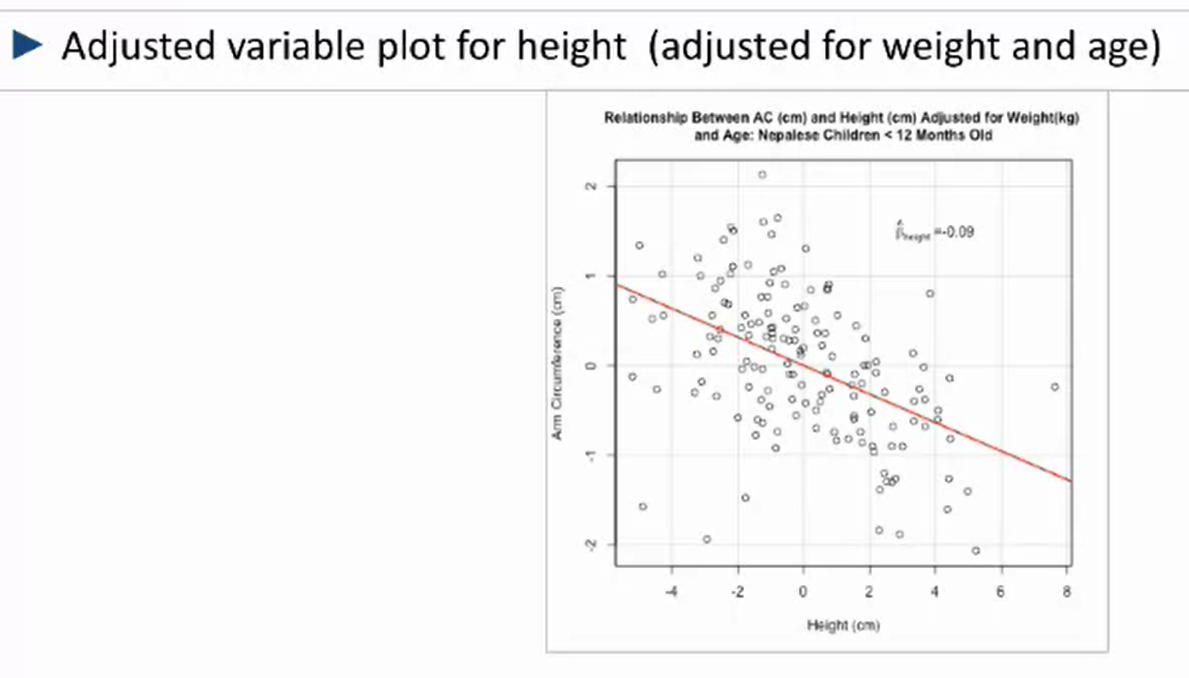 Adjusted variable plot for height (adjusted for weight and age)
Relationship Between AC (cm) and Height (cm) Adjusted for Weight(kg)
and Age: Nepalese Children < 12 Months Old
β̂height =-0.09
Arm Circumference (cm)
2
1
0
-1
-2
-4 -2 0 2 4 6 8
Height (cm)